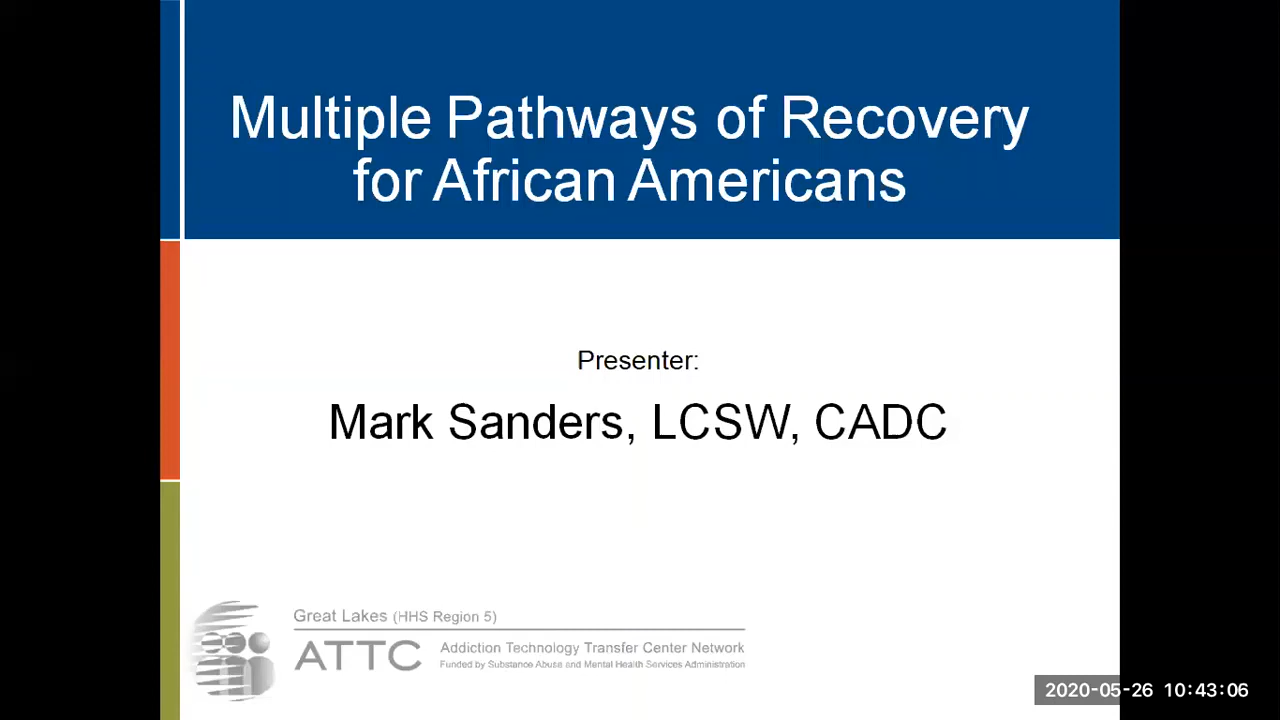 Multiple Pathways of Recovery
for African Americans
Presenter:
Mark Sanders, LCSW, CADC
Great Lakes (HHS Region 5)
ATTC
Addiction Technology Transfer Center Network
Funded by Substance Abuse and Mental Health Services Administration
2020-05-26 10:43:06